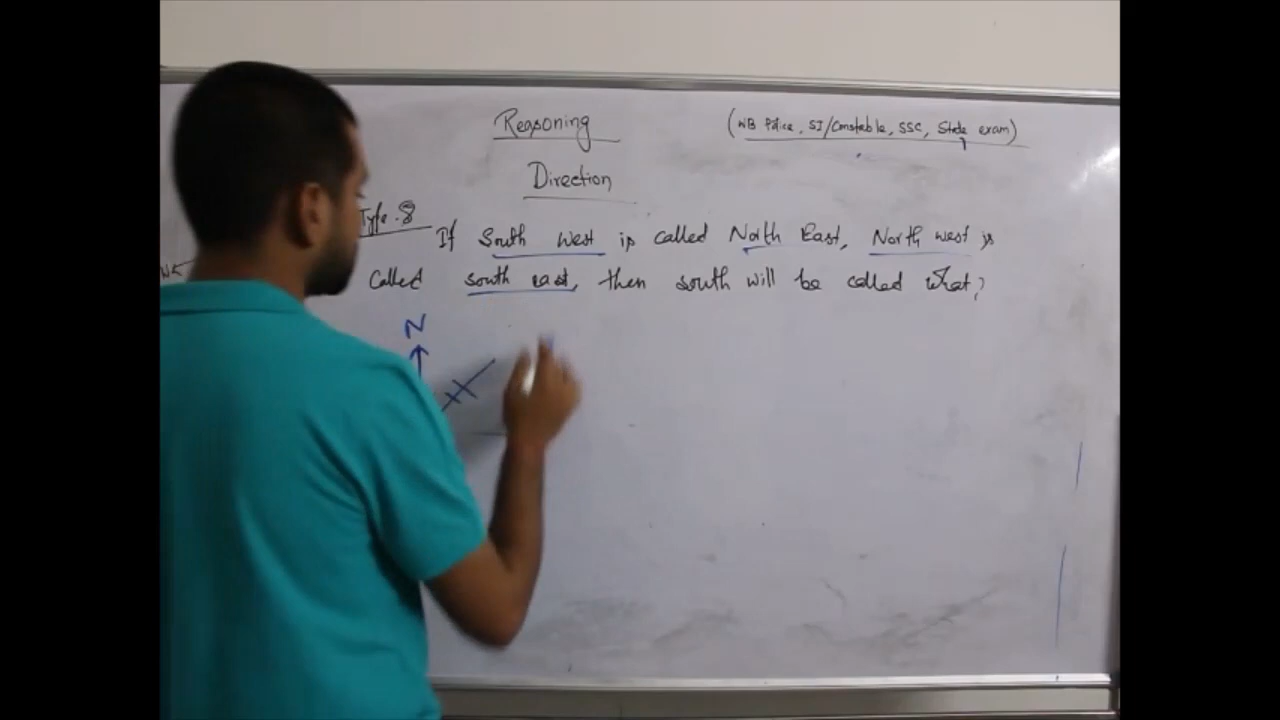 Reasoning
(WB Police, SI/Constable, SSC, State exam)
Direction
Type.8
If South West is called North East, North west is
called south east, then south will be called what?
N